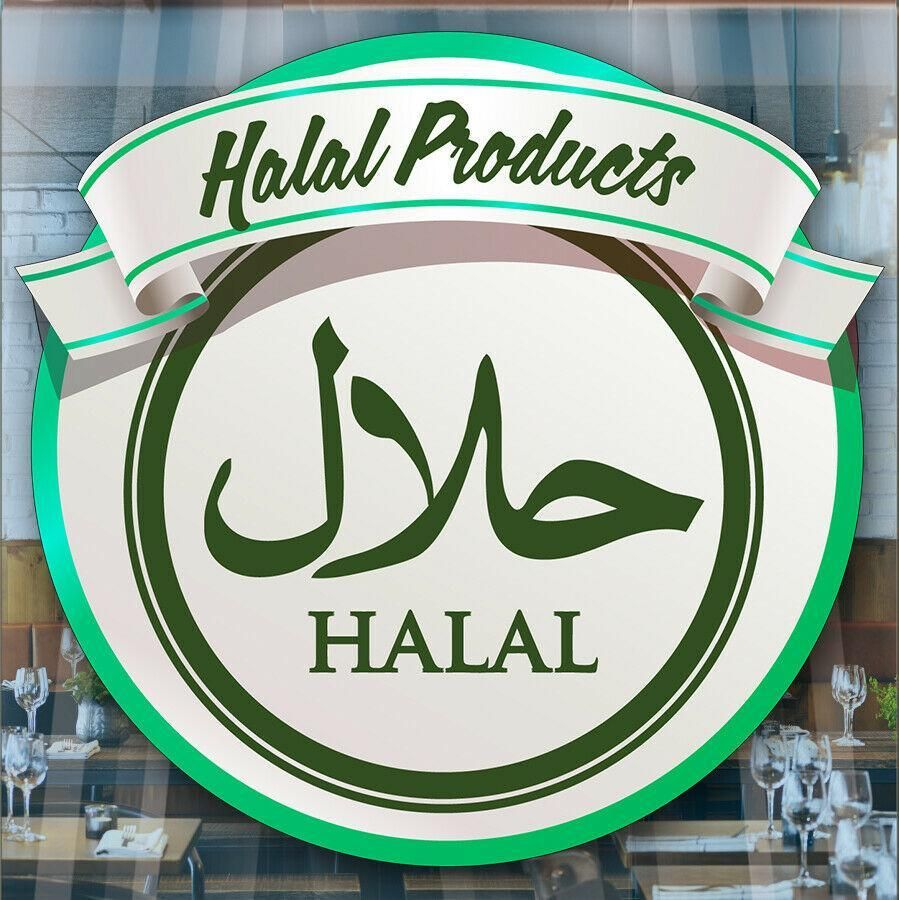 Halal Products
حلال
HALAL